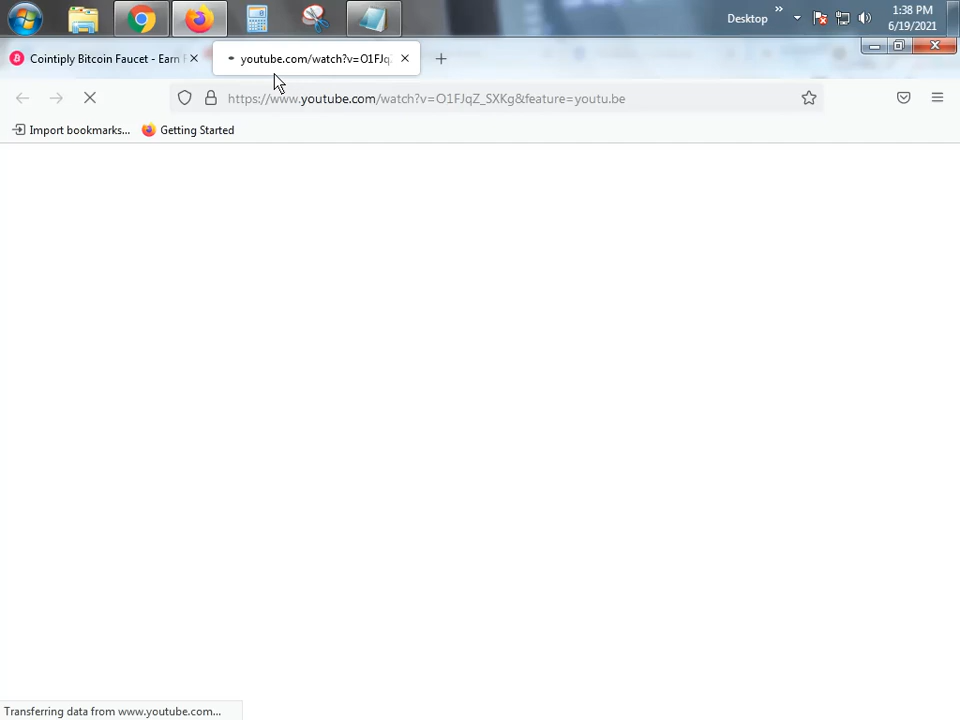 Desktop
»
1:38 PM
6/19/2021
Cointiply Bitcoin Faucet - Earn
youtube.com/watch?v=O1FJq
https://www.youtube.com/watch?v=O1FJqZ_SXKg&feature=youtu.be
Import bookmarks...
Getting Started
Transferring data from www.youtube.com...